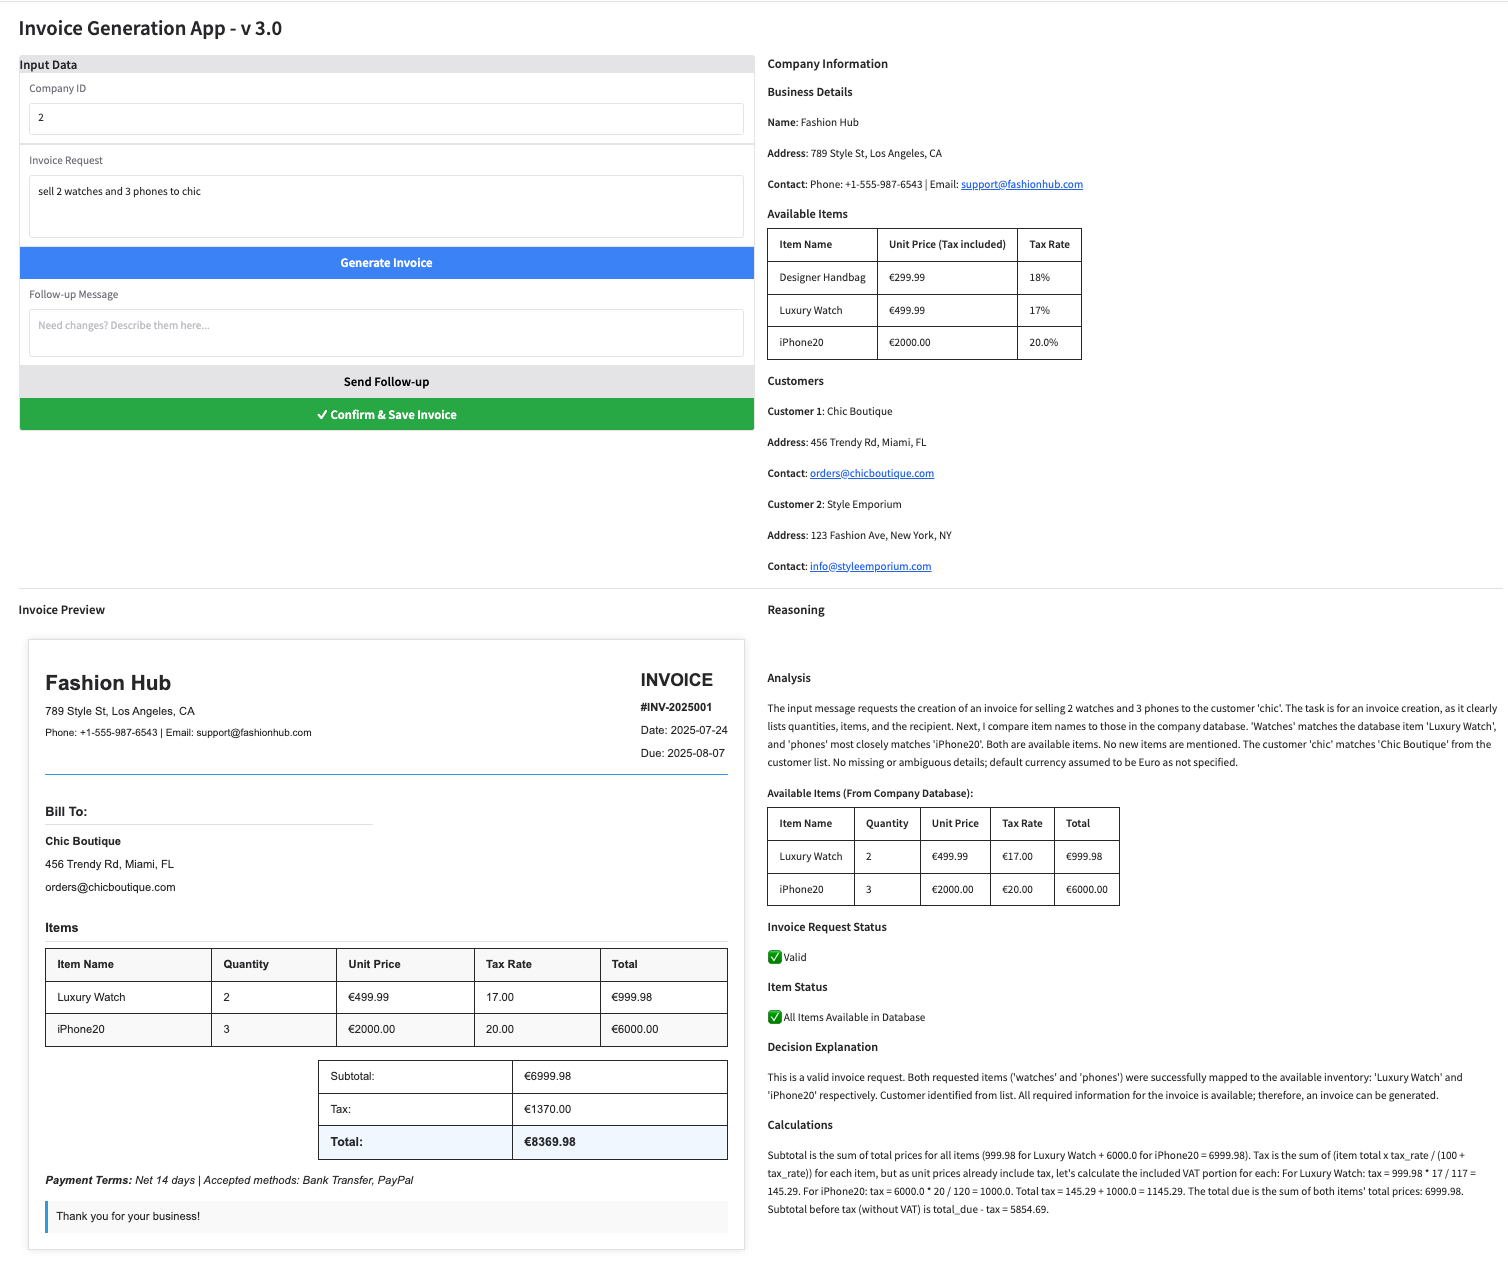 Invoice Generation App - v 3.0
Input Data
Company ID
2
Invoice Request
sell 2 watches and 3 phones to chic
Generate Invoice
Follow-up Message
Need changes? Describe them here...
Send Follow-up
✓ Confirm & Save Invoice
Company Information
Business Details
Name: Fashion Hub
Address: 789 Style St, Los Angeles, CA
Contact: Phone: +1-555-987-6543 | Email: support@fashionhub.com
Available Items
Item Name Unit Price (Tax included) Tax Rate
Designer Handbag €299.99 18%
Luxury Watch €499.99 17%
iPhone20 €2000.00 20.0%
Customers
Customer 1: Chic Boutique
Address: 456 Trendy Rd, Miami, FL
Contact: orders@chicboutique.com
Customer 2: Style Emporium
Address: 123 Fashion Ave, New York, NY
Contact: info@styleemporium.com
Invoice Preview
Fashion Hub
789 Style St, Los Angeles, CA
Phone: +1-555-987-6543 | Email: support@fashionhub.com
INVOICE
#INV-2025001
Date: 2025-07-24
Due: 2025-08-07
Bill To:
Chic Boutique
456 Trendy Rd, Miami, FL
orders@chicboutique.com
Items
Item Name Quantity Unit Price Tax Rate Total
Luxury Watch 2 €499.99 17.00 €999.98
iPhone20 3 €2000.00 20.00 €6000.00
Subtotal: €6999.98
Tax: €1370.00
Total: €8369.98
Payment Terms: Net 14 days | Accepted methods: Bank Transfer, PayPal
Thank you for your business!
Reasoning
Analysis
The input message requests the creation of an invoice for selling 2 watches and 3 phones to the customer 'chic'. The task is for an invoice creation, as it clearly
lists quantities, items, and the recipient. Next, I compare item names to those in the company database. 'Watches' matches the database item 'Luxury Watch',
and 'phones' most closely matches 'iPhone20'. Both are available items. No new items are mentioned. The customer 'chic' matches 'Chic Boutique' from the
customer list. No missing or ambiguous details; default currency assumed to be Euro as not specified.
Available Items (From Company Database):
Item Name Quantity Unit Price Tax Rate Total
Luxury Watch 2 €499.99 €17.00 €999.98
iPhone20 3 €2000.00 €20.00 €6000.00
Invoice Request Status
✅ Valid
Item Status
✅ All Items Available in Database
Decision Explanation
This is a valid invoice request. Both requested items ('watches' and 'phones') were successfully mapped to the available inventory: 'Luxury Watch' and
'iPhone20' respectively. Customer identified from list. All required information for the invoice is available; therefore, an invoice can be generated.
Calculations
Subtotal is the sum of total prices for all items (999.98 for Luxury Watch + 6000.0 for iPhone20 = 6999.98). Tax is the sum of (item total x tax_rate / (100 +
tax_rate)) for each item, but as unit prices already include tax, let's calculate the included VAT portion for each: For Luxury Watch: tax = 999.98 * 17 / 117 =
145.29. For iPhone20: tax = 6000.0 * 20 / 120 = 1000.0. Total tax = 145.29 + 1000.0 = 1145.29. The total due is the sum of both items' total prices: 6999.98.
Subtotal before tax (without VAT) is total_due - tax = 5854.69.